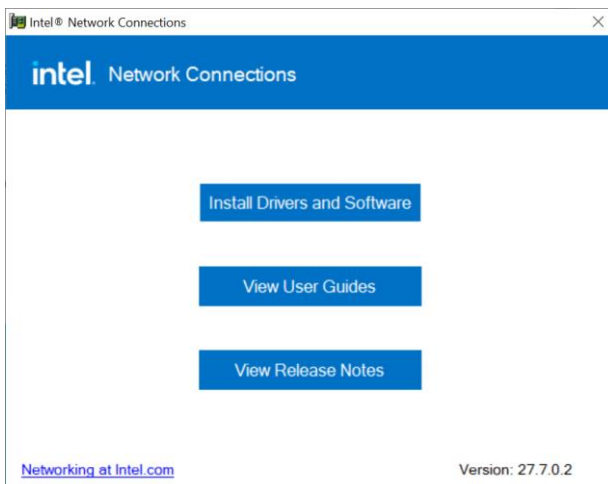 Intel® Network Connections
intel. Network Connections
Install Drivers and Software
View User Guides
View Release Notes
Networking at Intel.com
Version: 27.7.0.2